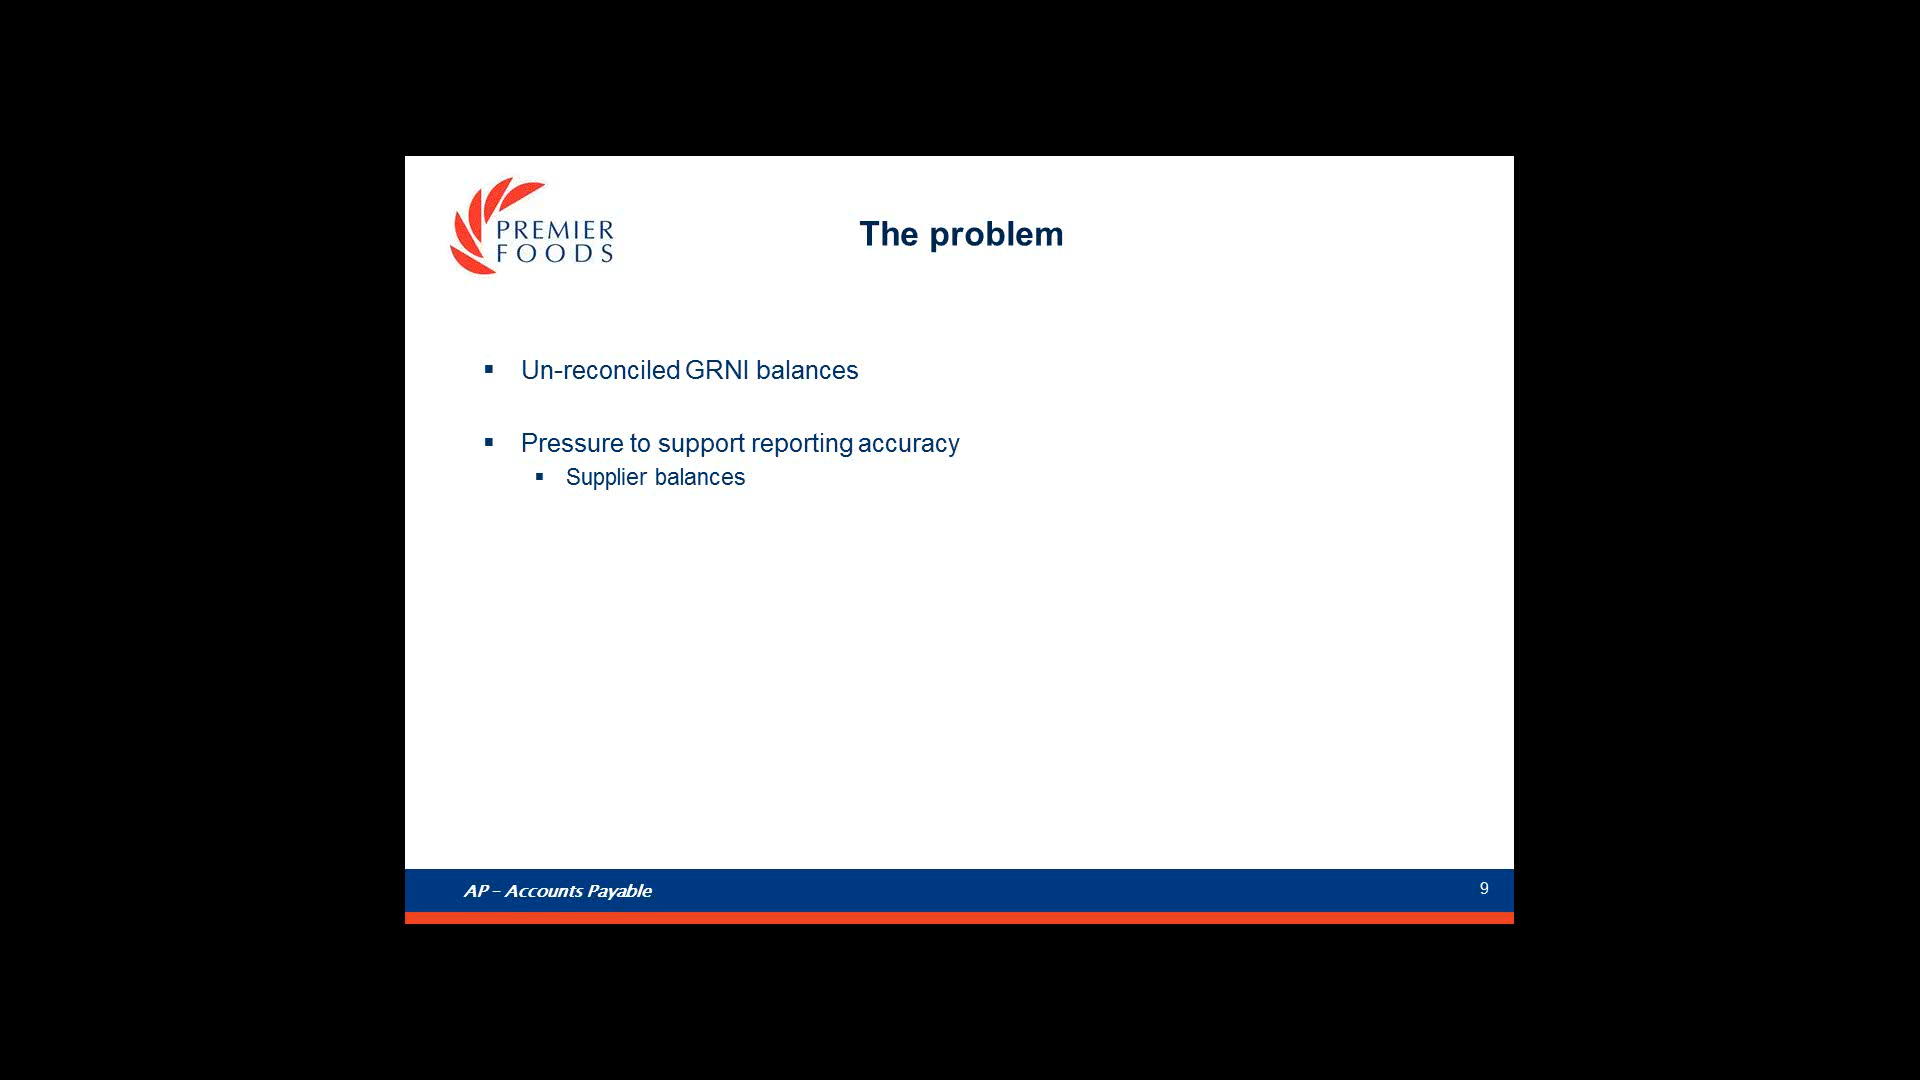 PREMIER
FOODS
The problem
▪ Un-reconciled GRNI balances
▪ Pressure to support reporting accuracy
▪ Supplier balances
AP – Accounts Payable
9